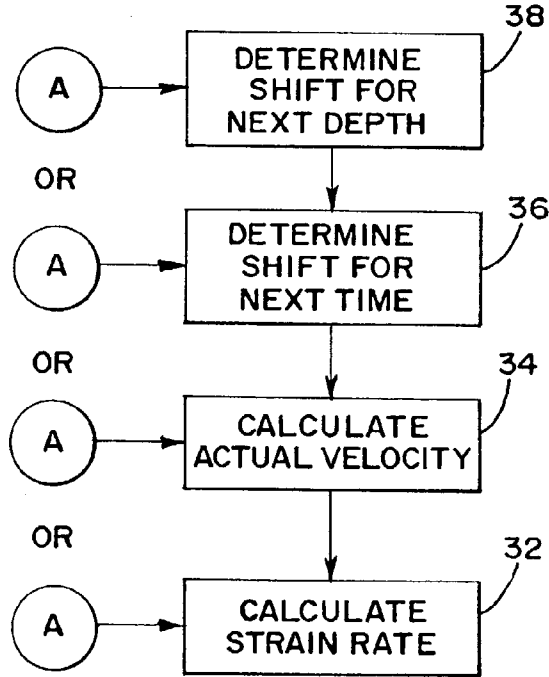 38
A
DETERMINE
SHIFT FOR
NEXT DEPTH
OR
36
A
DETERMINE
SHIFT FOR
NEXT TIME
OR
34
A
CALCULATE
ACTUAL VELOCITY
OR
32
A
CALCULATE
STRAIN RATE